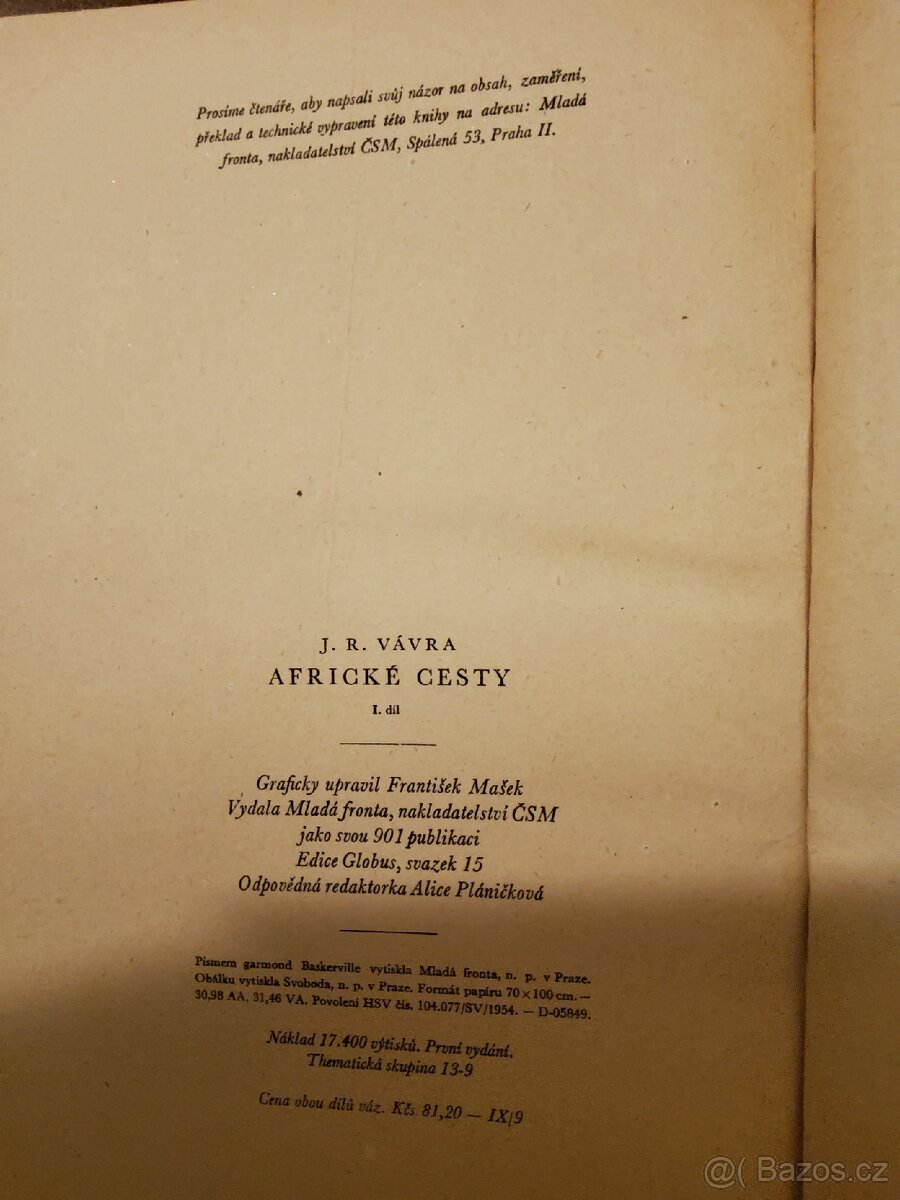 Prosíme čtenáře, aby napsali svůj názor na obsah, zaměření,
překlad a technické vypravení této knihy na adresu: Mladá
fronta, nakladatelství ČSM, Spálená 53, Praha II.
J. R. VÁVRA
AFRICKÉ CESTY
I. díl
Graficky upravil František Mašek
Vydala Mladá fronta, nakladatelství ČSM
jako svou 901 publikaci
Edice Globus, svazek 15
Odpovědná redaktorka Alice Pláničková
Písmem garmond Baskerville vytiskla Mladá fronta, n. p. v Praze.
Obálku vytiskla Svoboda, n. p. v Praze. Formát papíru 70 × 100 cm. –
30,98 AA. 31,46 VA. Povolení HSV čís. 104.077/SV/1954. — D-05849.
Náklad 17.400 výtisků. První vydání.
Thematická skupina 13-9
Cena obou dílů váz. Kčs 81,20 — IX/9
@( Bazos.cz